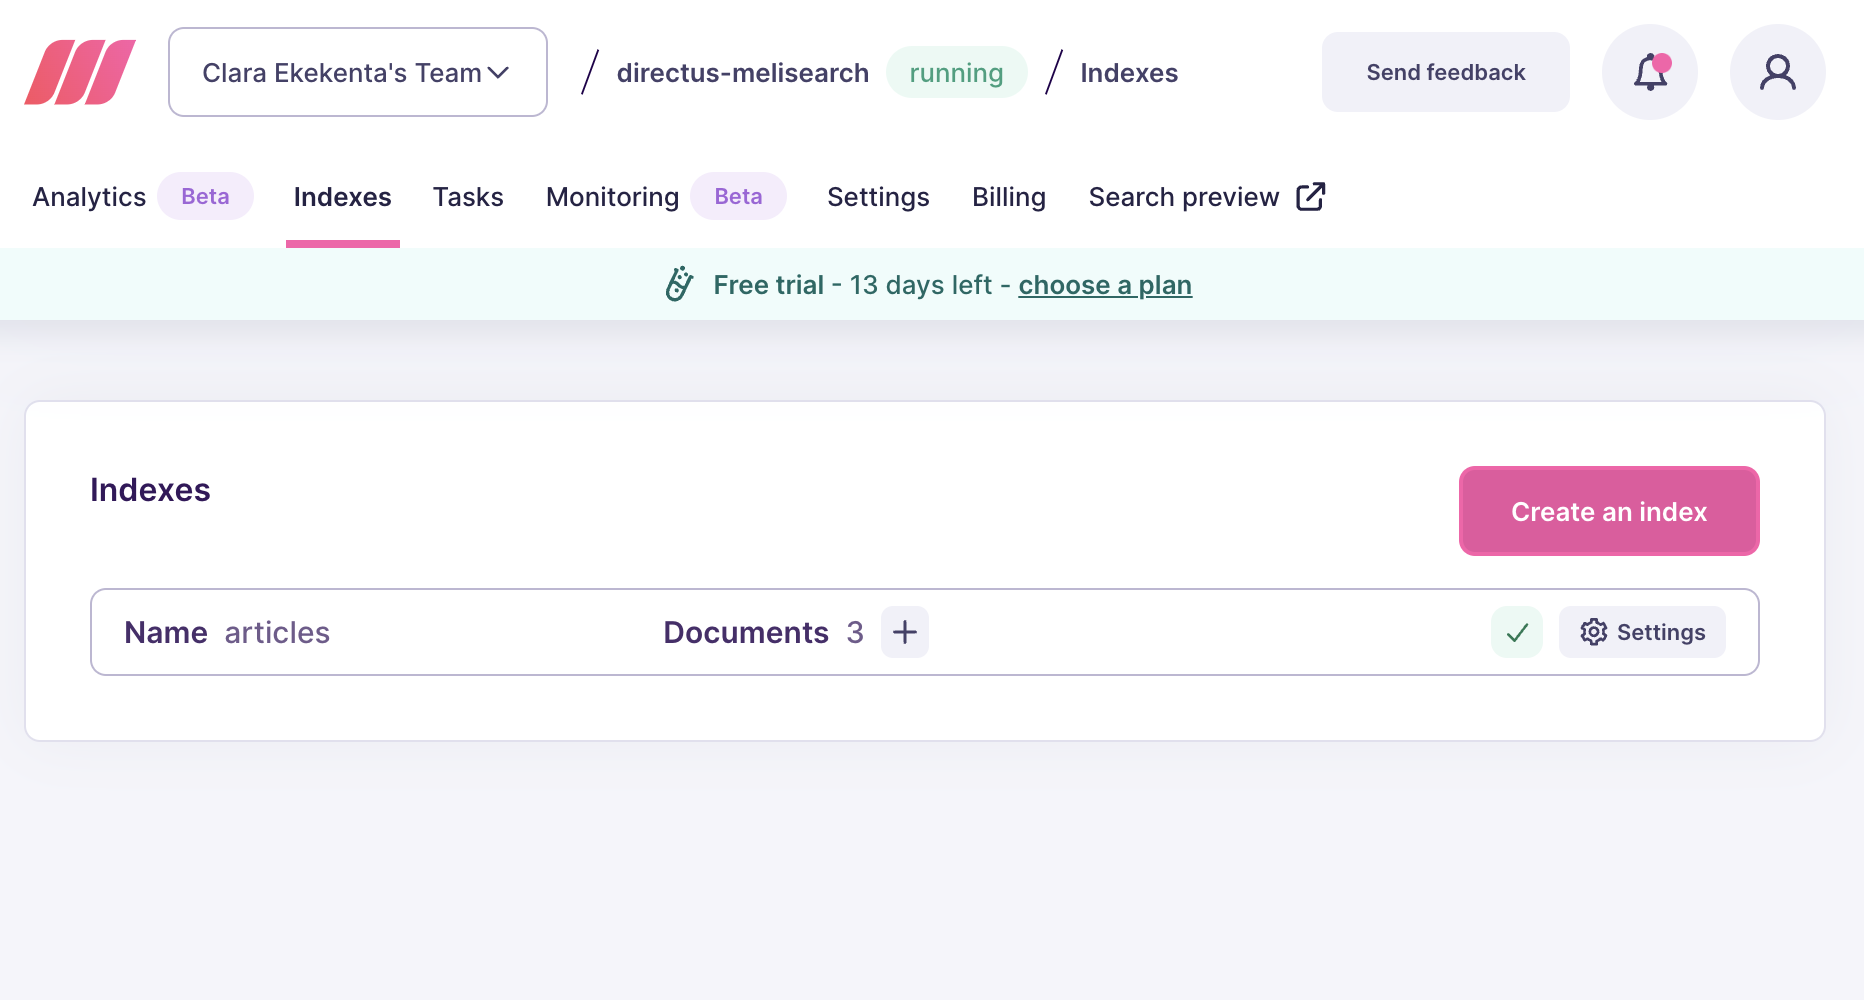 Clara Ekekenta's Team / directus-melisearch running / Indexes Send feedback
Analytics Beta Indexes Tasks Monitoring Beta Settings Billing Search preview
Free trial - 13 days left - choose a plan
Indexes
Create an index
Name articles Documents 3 Settings